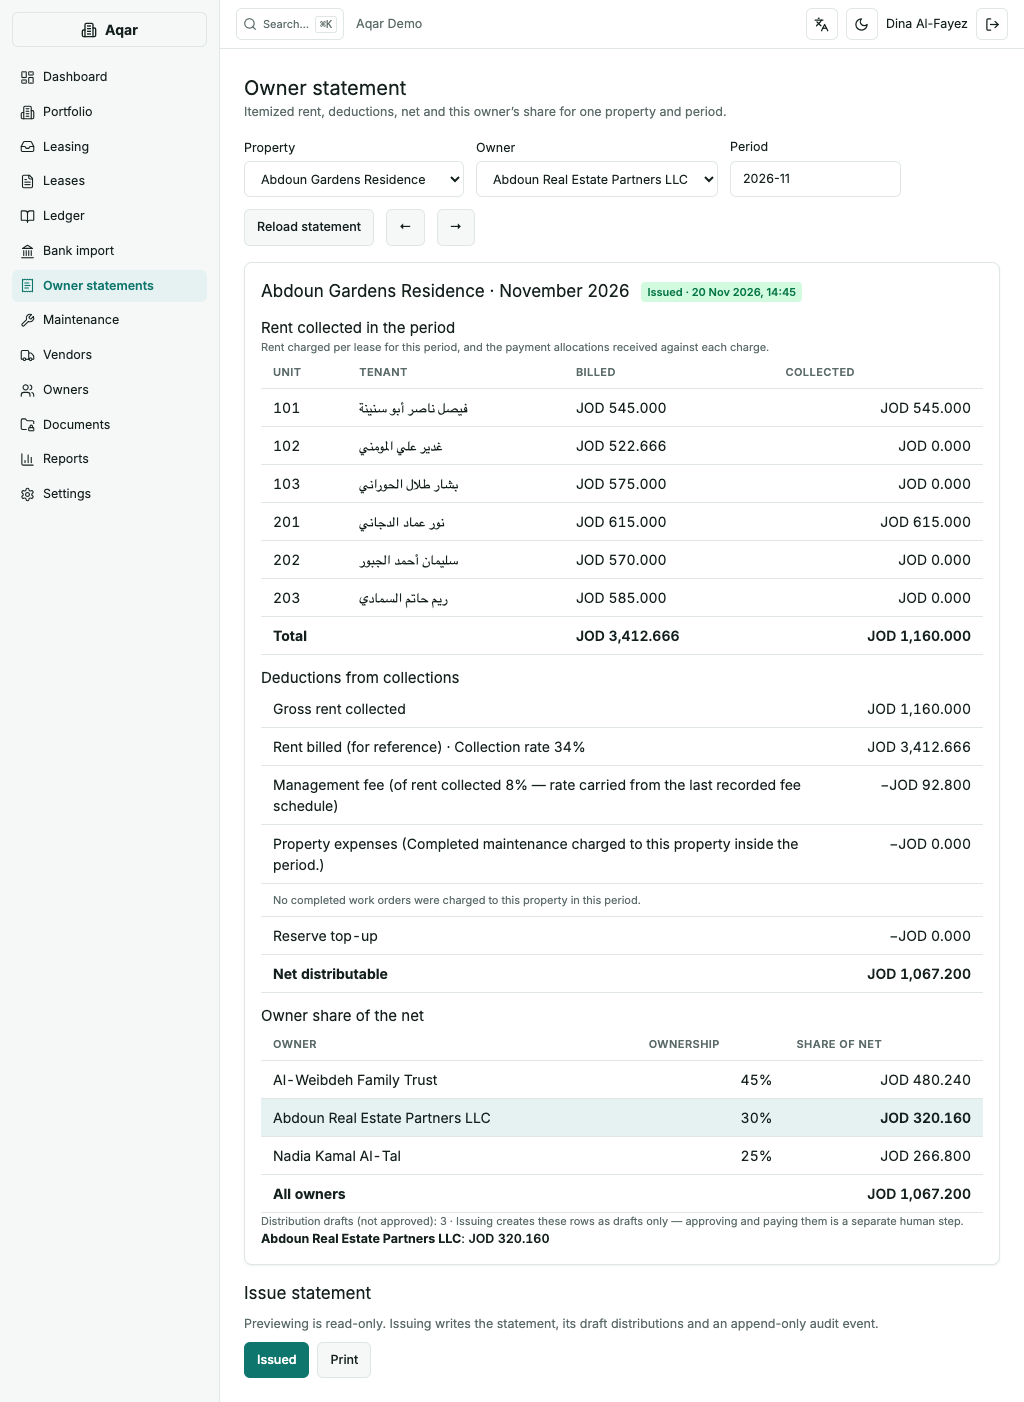 Aqar
Search... ⌘K
Aqar Demo
Dina Al-Fayez
Dashboard
Portfolio
Leasing
Leases
Ledger
Bank import
Owner statements
Maintenance
Vendors
Owners
Documents
Reports
Settings
Owner statement
Itemized rent, deductions, net and this owner's share for one property and period.
Property Owner Period
Abdoun Gardens Residence Abdoun Real Estate Partners LLC 2026-11
Reload statement ← →
Abdoun Gardens Residence · November 2026 Issued · 20 Nov 2026, 14:45
Rent collected in the period
Rent charged per lease for this period, and the payment allocations received against each charge.
UNIT TENANT BILLED COLLECTED
101 فيصل ناصر أبو سنينة JOD 545.000 JOD 545.000
102 غدير علي المومني JOD 522.666 JOD 0.000
103 بشار طلال الحوراني JOD 575.000 JOD 0.000
201 نور عماد الدجاني JOD 615.000 JOD 615.000
202 سليمان أحمد الجبور JOD 570.000 JOD 0.000
203 ريم حاتم السمادي JOD 585.000 JOD 0.000
Total JOD 3,412.666 JOD 1,160.000
Deductions from collections
Gross rent collected JOD 1,160.000
Rent billed (for reference) · Collection rate 34% JOD 3,412.666
Management fee (of rent collected 8% — rate carried from the last recorded fee −JOD 92.800
schedule)
Property expenses (Completed maintenance charged to this property inside the −JOD 0.000
period.)
No completed work orders were charged to this property in this period.
Reserve top-up −JOD 0.000
Net distributable JOD 1,067.200
Owner share of the net
OWNER OWNERSHIP SHARE OF NET
Al-Weibdeh Family Trust 45% JOD 480.240
Abdoun Real Estate Partners LLC 30% JOD 320.160
Nadia Kamal Al-Tal 25% JOD 266.800
All owners JOD 1,067.200
Distribution drafts (not approved): 3 · Issuing creates these rows as drafts only — approving and paying them is a separate human step.
Abdoun Real Estate Partners LLC: JOD 320.160
Issue statement
Previewing is read-only. Issuing writes the statement, its draft distributions and an append-only audit event.
Issued Print